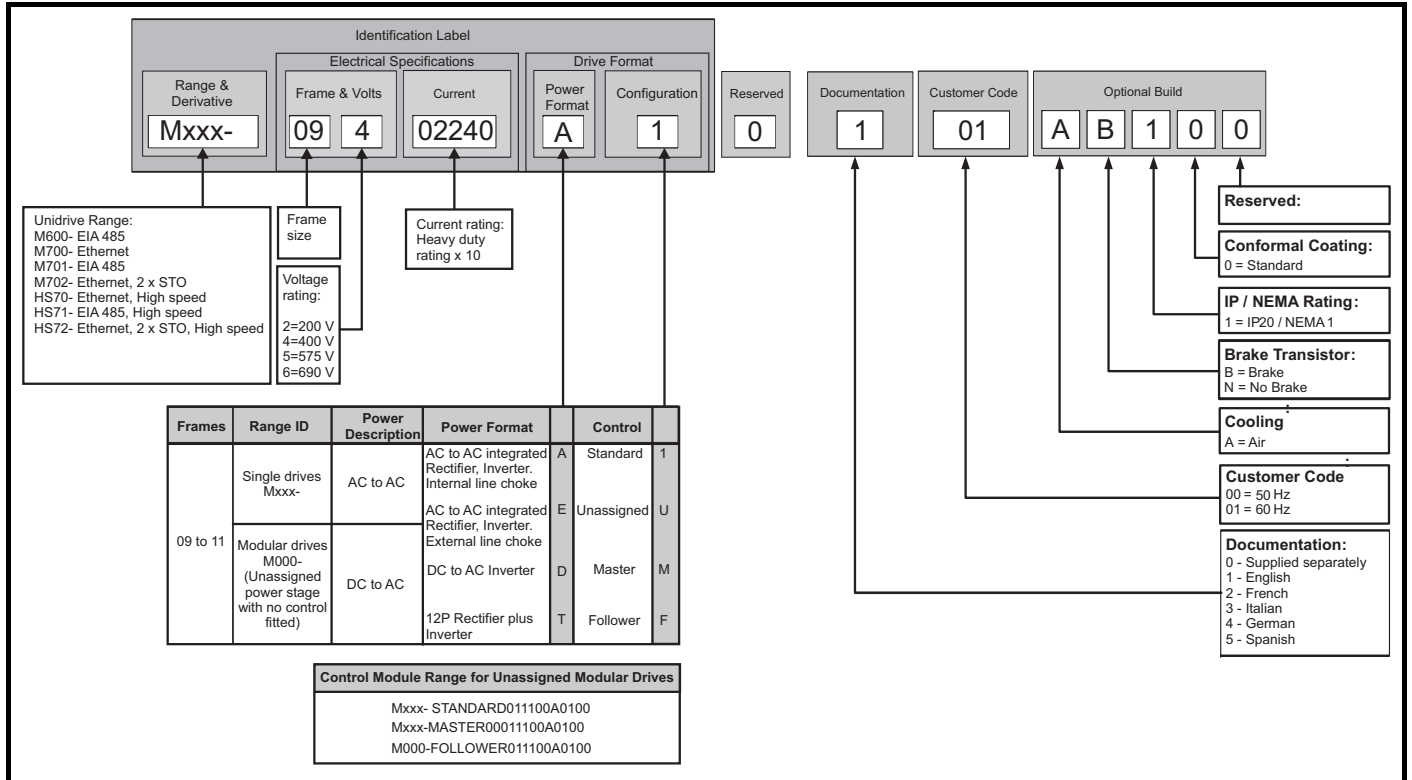 Identification Label
Electrical Specifications
Drive Format
Range &
Derivative
Frame & Volts
Current
Power
Format
Configuration
Reserved
Documentation
Customer Code
Optional Build
Mxxx-
09
4
02240
A
1
0
1
01
A
B
1
0
0
Unidrive Range:
M600- EIA 485
M700- Ethernet
M701- EIA 485
M702- Ethernet, 2 x STO
HS70- Ethernet, High speed
HS71- EIA 485, High speed
HS72- Ethernet, 2 x STO, High speed
Frame
size
Voltage
rating:
2=200 V
4=400 V
5=575 V
6=690 V
Current rating:
Heavy duty
rating x 10
Reserved:
Conformal Coating:
0 = Standard
IP / NEMA Rating:
1 = IP20 / NEMA 1
Brake Transistor:
B = Brake
N = No Brake
:
Cooling
A = Air
:
Customer Code
00 = 50 Hz
01 = 60 Hz
Documentation:
0 - Supplied separately
1 - English
2 - French
3 - Italian
4 - German
5 - Spanish
Frames
Range ID
Power
Description
Power Format
Control
09 to 11
Single drives
Mxxx-
AC to AC
AC to AC integrated
Rectifier, Inverter.
Internal line choke
A
Standard
1
AC to AC integrated
Rectifier, Inverter.
External line choke
E
Unassigned
U
Modular drives
M000-
(Unassigned
power stage
with no control
fitted)
DC to AC
DC to AC Inverter
D
Master
M
12P Rectifier plus
Inverter
T
Follower
F
Control Module Range for Unassigned Modular Drives
Mxxx- STANDARD011100A0100
Mxxx-MASTER00011100A0100
M000-FOLLOWER011100A0100